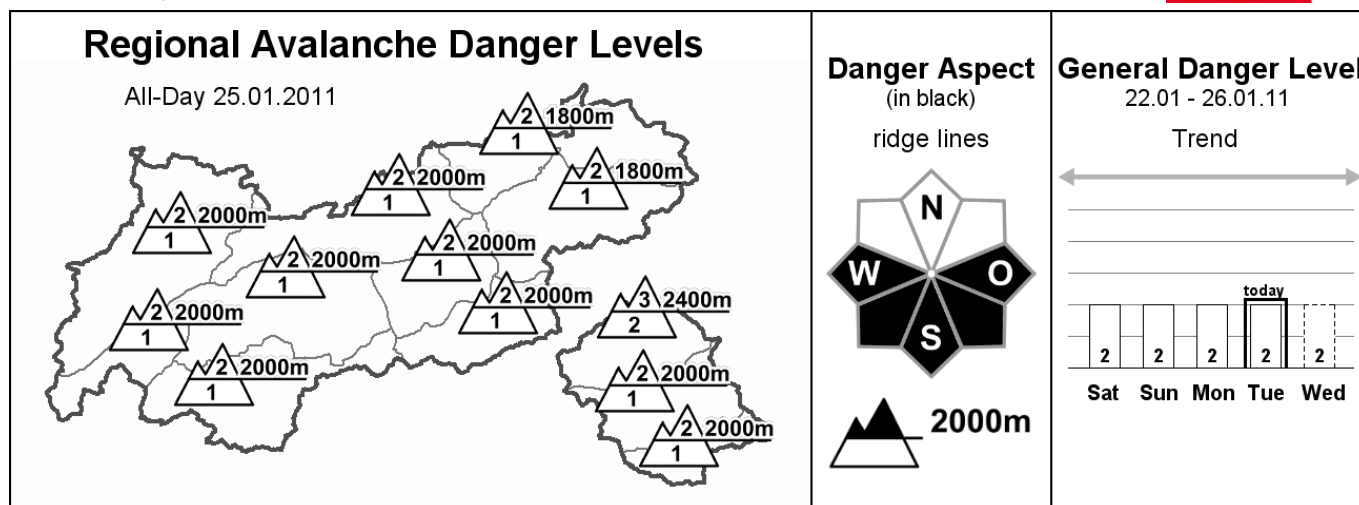 Regional Avalanche Danger Levels
All-Day 25.01.2011
2 1800m
1
2 1800m
1
2 2000m
1
2 2000m
1
2 2000m
1
2 2000m
1
2 2000m
1
3 2400m
2
2 2000m
1
2 2000m
1
2 2000m
1
2 2000m
1
Danger Aspect
(in black)
ridge lines
N
W O
S
2000m
General Danger Level
22.01 - 26.01.11
Trend
today
2 2 2 2 2
Sat Sun Mon Tue Wed